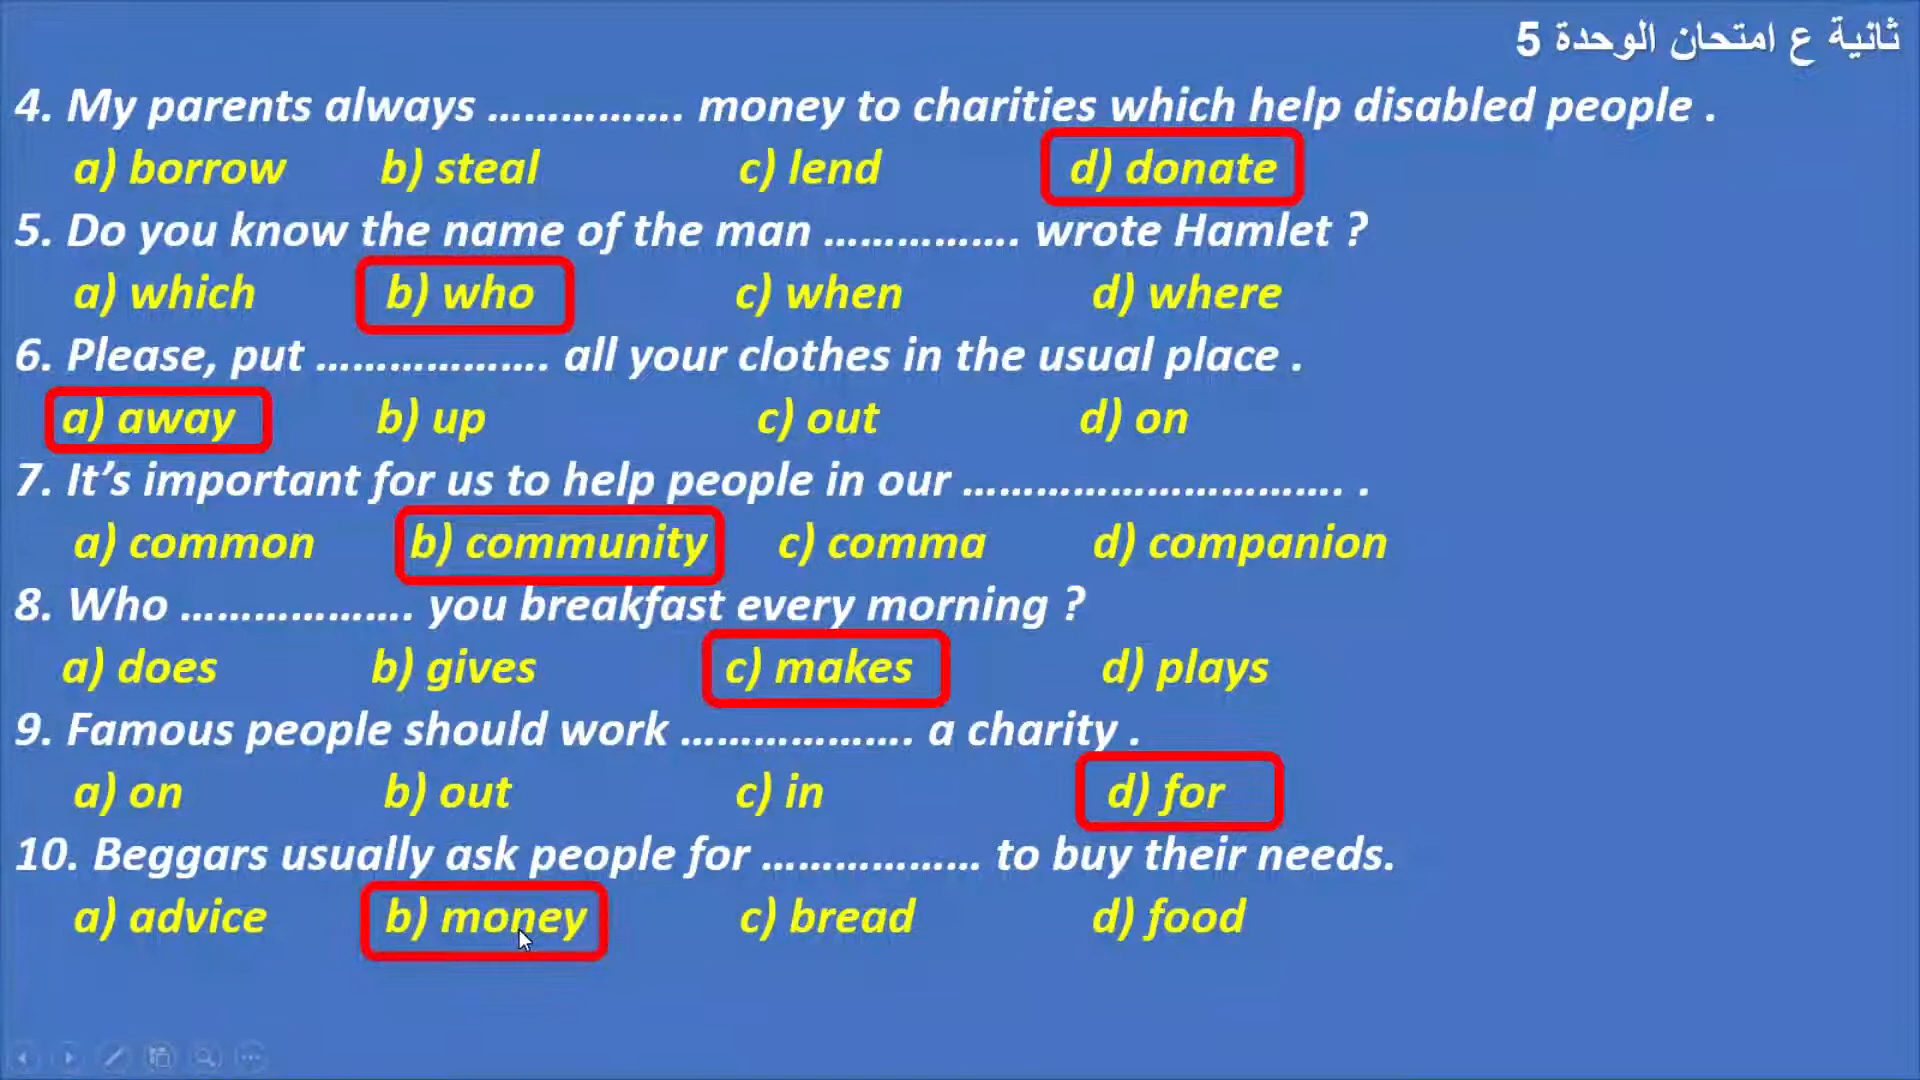 ثانية ع امتحان الوحدة 5
4. My parents always ................ money to charities which help disabled people .
a) borrow b) steal c) lend d) donate
5. Do you know the name of the man ................ wrote Hamlet ?
a) which b) who c) when d) where
6. Please, put ................... all your clothes in the usual place .
a) away b) up c) out d) on
7. It’s important for us to help people in our ............................... .
a) common b) community c) comma d) companion
8. Who ................... you breakfast every morning ?
a) does b) gives c) makes d) plays
9. Famous people should work ................... a charity .
a) on b) out c) in d) for
10. Beggars usually ask people for .................. to buy their needs.
a) advice b) money c) bread d) food